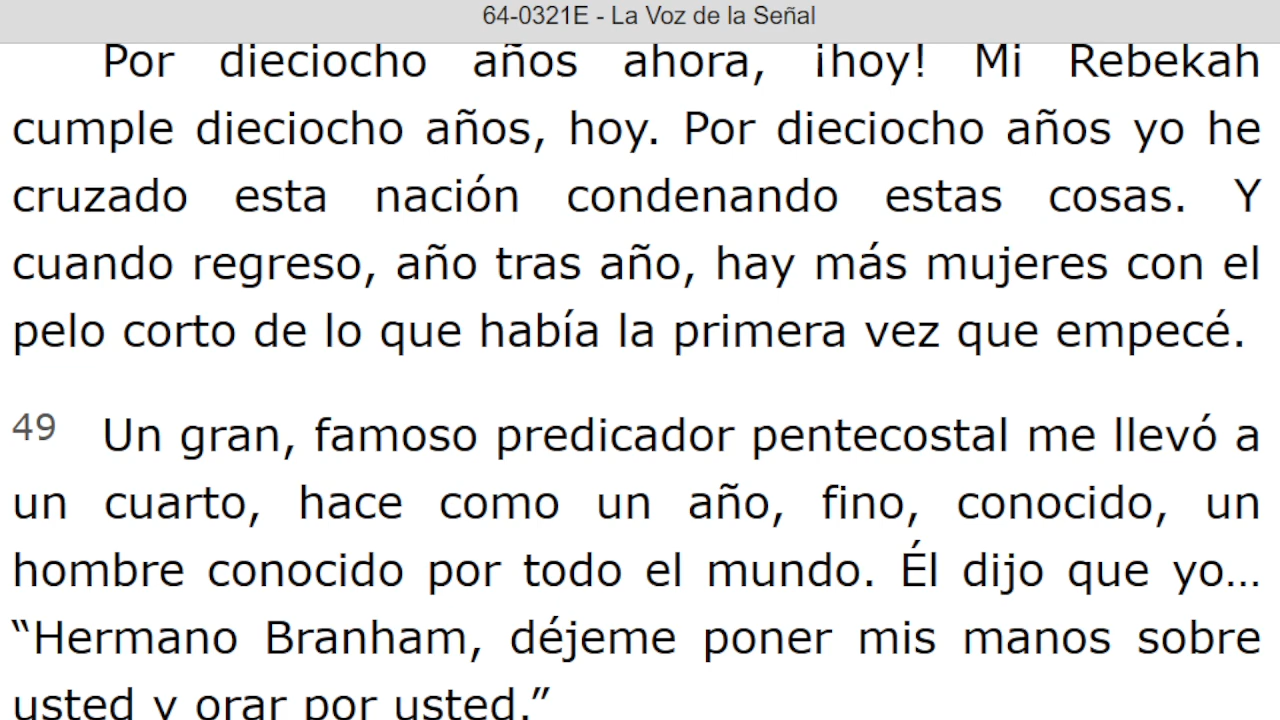 64-0321E - La Voz de la Señal
Por dieciocho años ahora, ¡hoy! Mi Rebekah
cumple dieciocho años, hoy. Por dieciocho años yo he
cruzado esta nación condenando estas cosas. Y
cuando regreso, año tras año, hay más mujeres con el
pelo corto de lo que había la primera vez que empecé.
49 Un gran, famoso predicador pentecostal me llevó a
un cuarto, hace como un año, fino, conocido, un
hombre conocido por todo el mundo. Él dijo que yo…
“Hermano Branham, déjeme poner mis manos sobre
usted y orar por usted.”